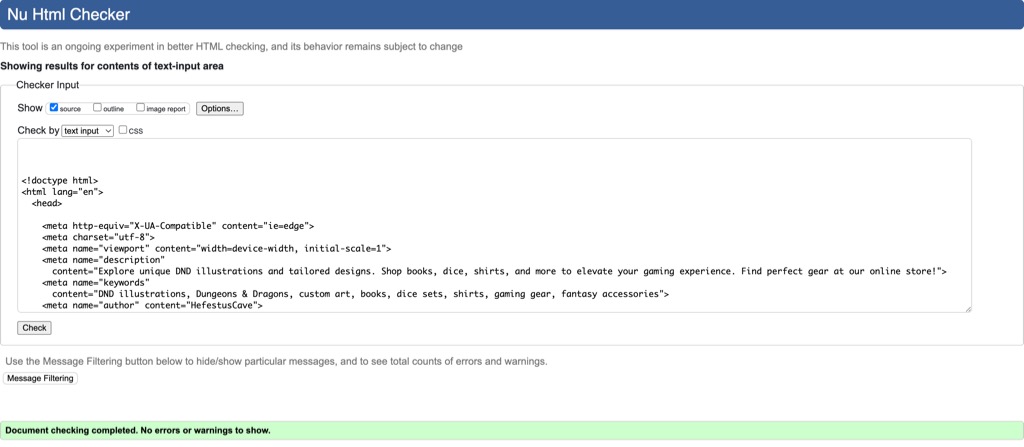 Nu Html Checker
This tool is an ongoing experiment in better HTML checking, and its behavior remains subject to change
Showing results for contents of text-input area
Checker Input
Show source outline image report Options...
Check by text input css
<!doctype html>
<html lang="en">
<head>
<meta http-equiv="X-UA-Compatible" content="ie=edge">
<meta charset="utf-8">
<meta name="viewport" content="width=device-width, initial-scale=1">
<meta name="description"
content="Explore unique DND illustrations and tailored designs. Shop books, dice, shirts, and more to elevate your gaming experience. Find perfect gear at our online store!">
<meta name="keywords"
content="DND illustrations, Dungeons & Dragons, custom art, books, dice sets, shirts, gaming gear, fantasy accessories">
<meta name="author" content="HefestusCave">
Check
Use the Message Filtering button below to hide/show particular messages, and to see total counts of errors and warnings.
Message Filtering
Document checking completed. No errors or warnings to show.